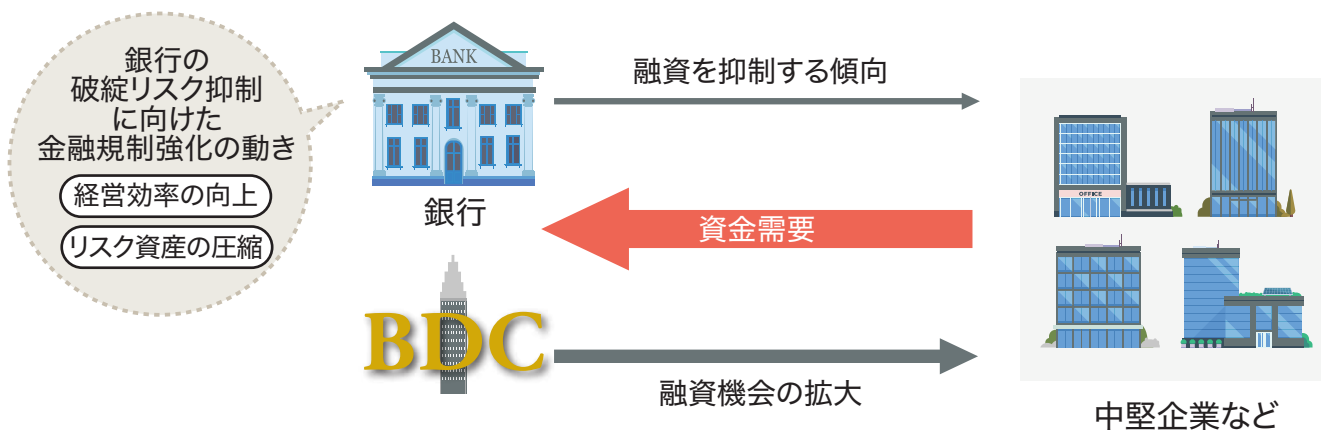 銀行の
破綻リスク抑制
に向けた
金融規制強化の動き
経営効率の向上
リスク資産の圧縮
BANK
銀行
融資を抑制する傾向
資金需要
BDC
融資機会の拡大
OFFICE
中堅企業など